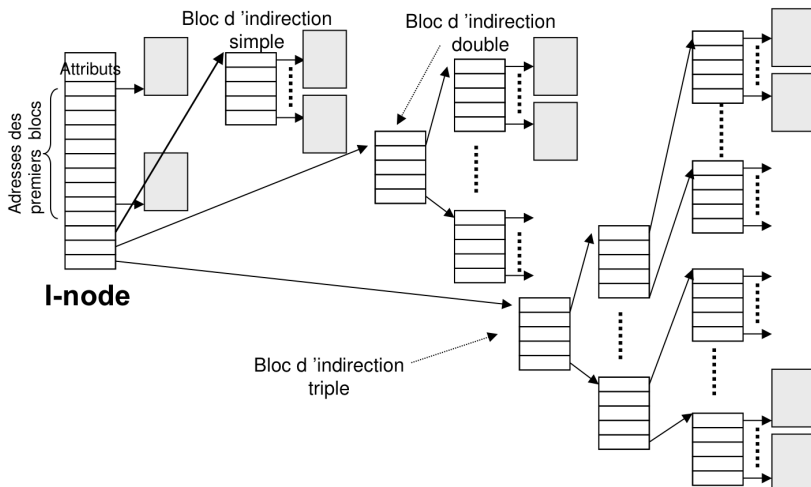 Bloc d 'indirection
simple
Bloc d 'indirection
double
Attributs
Adresses des
premiers blocs
I-node
Bloc d 'indirection
triple